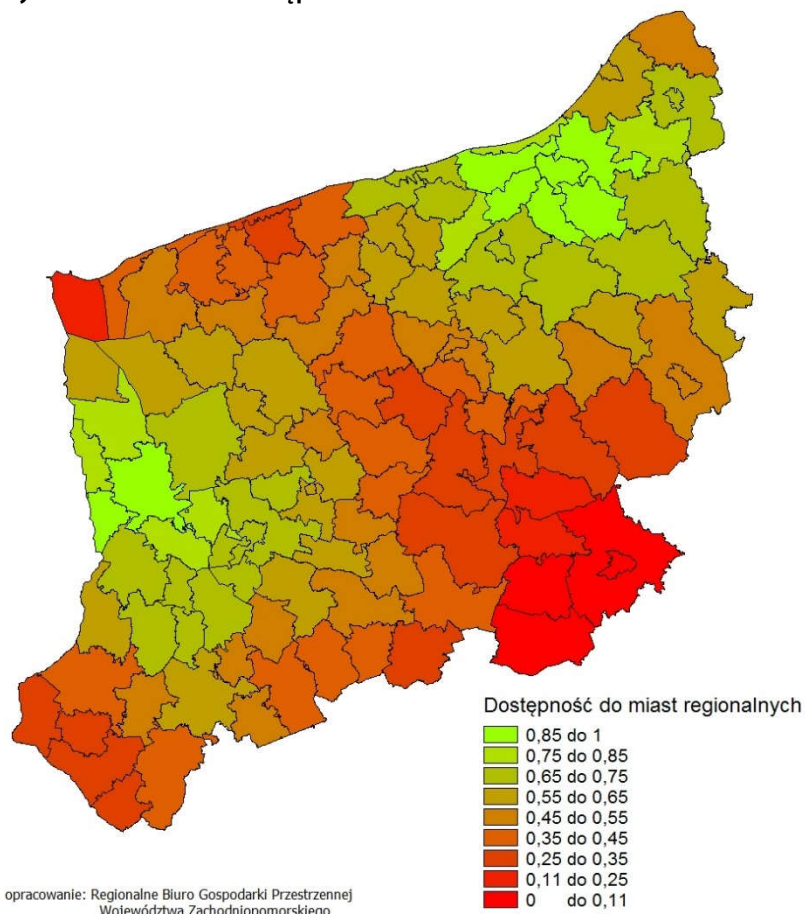 Dostępność do miast regionalnych
0,85 do 1
0,75 do 0,85
0,65 do 0,75
0,55 do 0,65
0,45 do 0,55
0,35 do 0,45
0,25 do 0,35
0,11 do 0,25
0 do 0,11
opracowanie: Regionalne Biuro Gospodarki Przestrzennej
Województwa Zachodniopomorskiego